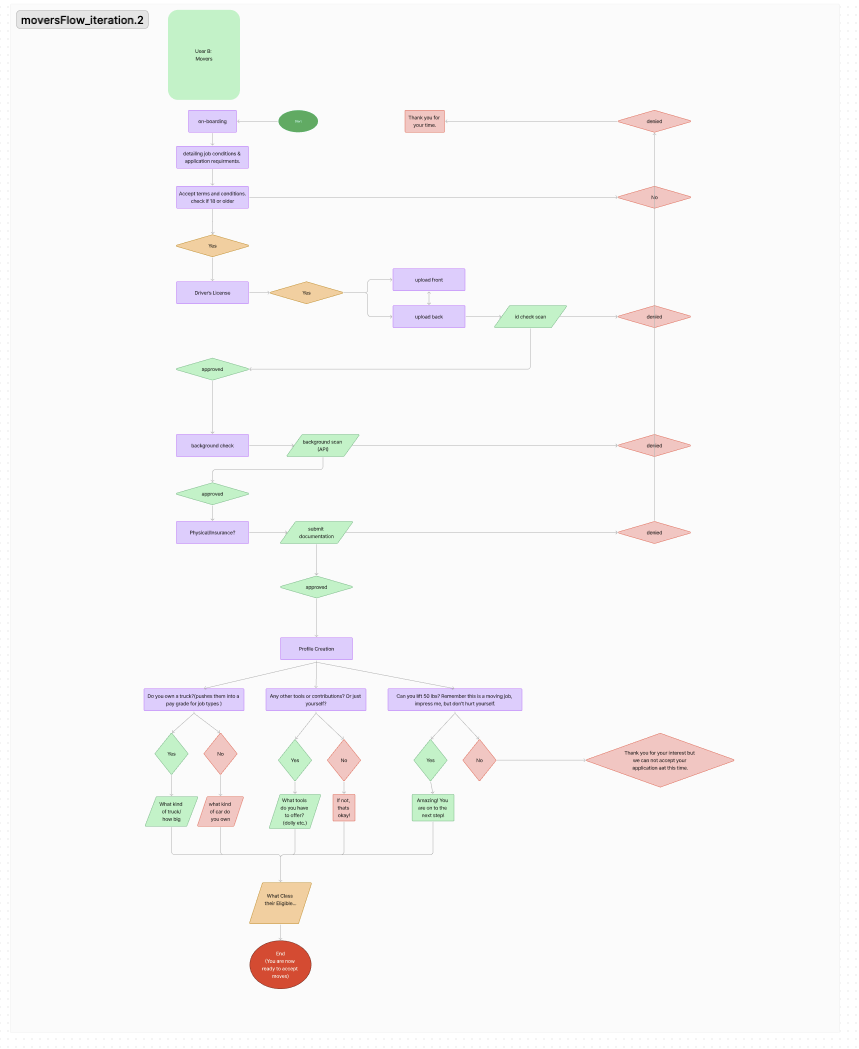 moversFlow_iteration.2
User B:
Movers
on-boarding
Thank you for
your time.
denied
detailing job conditions &
application requirments.
Accept terms and conditions,
check if 18 or older
No
Yes
Driver's License
Yes
upload front
upload back
id check scan
denied
approved
background check
background scan
(API)
denied
approved
Physical/insurance?
submit
documentation
denied
approved
Profile Creation
Do you own a truck?(pushes them into a
pay grade for job types )
Any other tools or contributions? Or just
yourself?
Can you lift 50 lbs? Remember this is a moving job,
impress me, but don't hurt yourself.
Yes
No
Yes
No
Yes
No
Thank you for your interest but
we can not accept your
application aat this time.
What kind
of truck/
how big
what kind
of car do
you own
What tools
do you have
to offer?
(dolly etc.)
If not,
thats
okay!
Amazing! You
are on to the
next step!
What Class
their Eligible...
End
(You are now
ready to accept
moves)